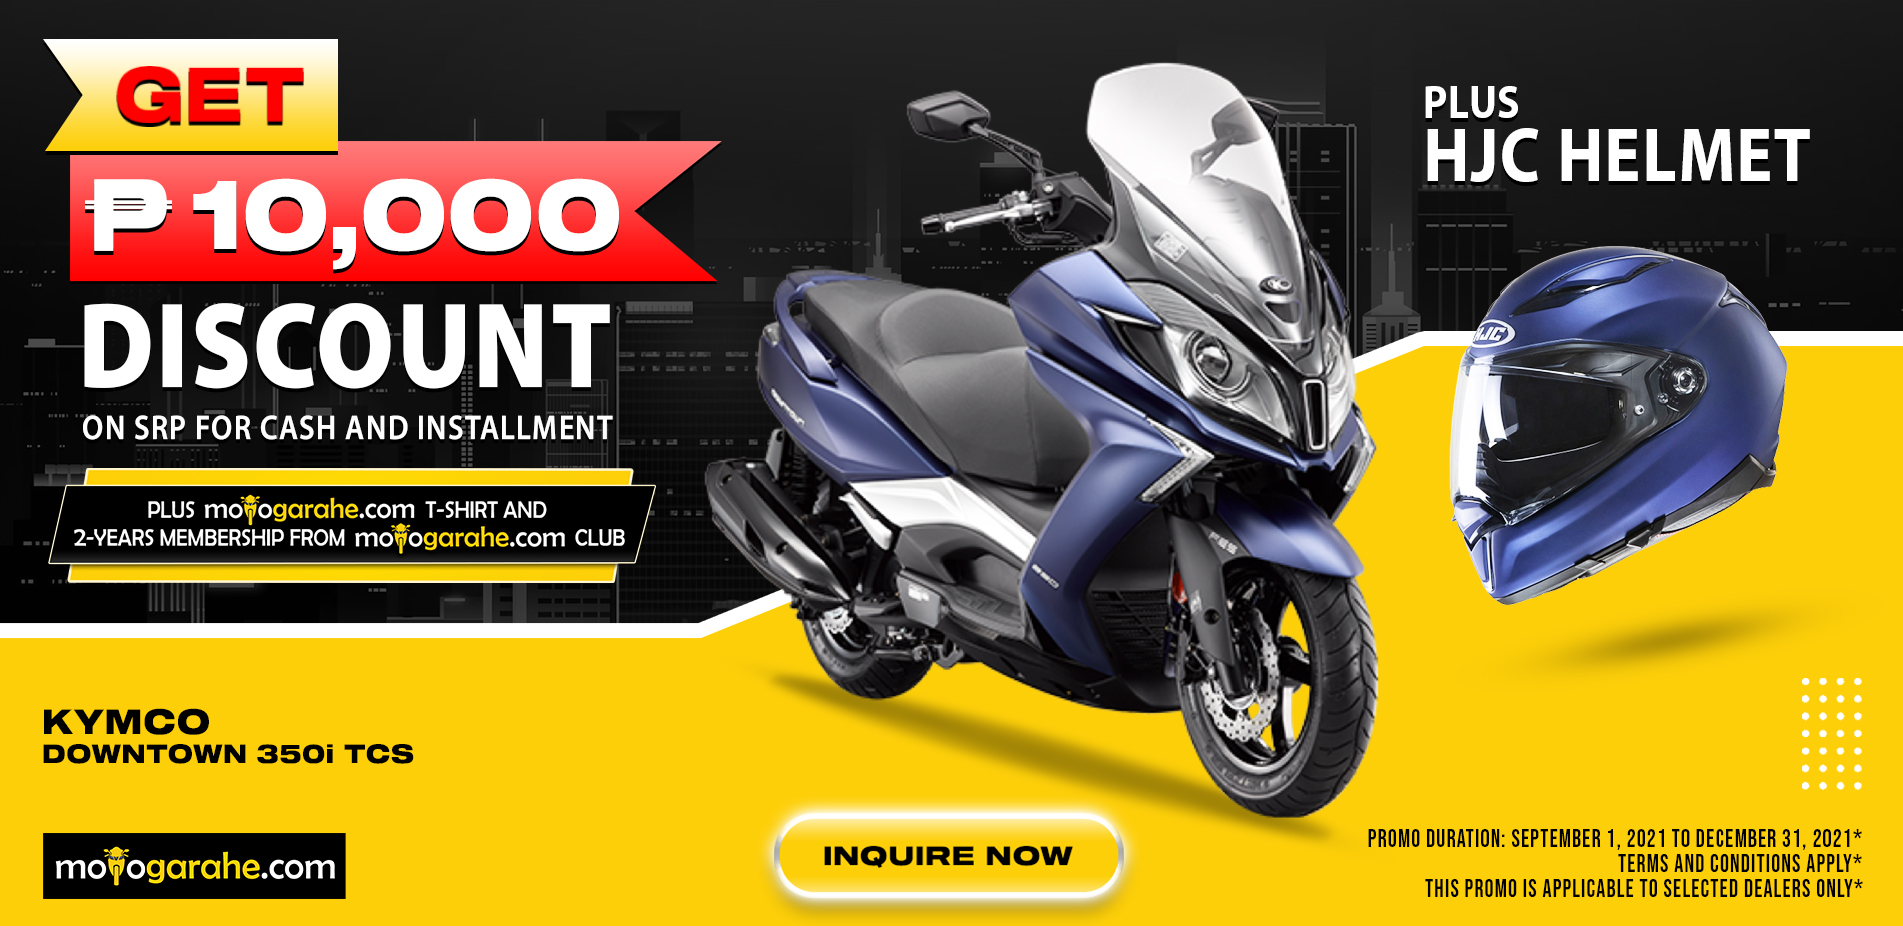 GET
₱ 10,000
DISCOUNT
ON SRP FOR CASH AND INSTALLMENT
PLUS motogarahe.com T-SHIRT AND
2-YEARS MEMBERSHIP FROM motogarahe.com CLUB
PLUS
HJC HELMET
HJC
350
KYMCO
DOWNTOWN 350i TCS
motogarahe.com
INQUIRE NOW
PROMO DURATION: SEPTEMBER 1, 2021 TO DECEMBER 31, 2021*
TERMS AND CONDITIONS APPLY*
THIS PROMO IS APPLICABLE TO SELECTED DEALERS ONLY*